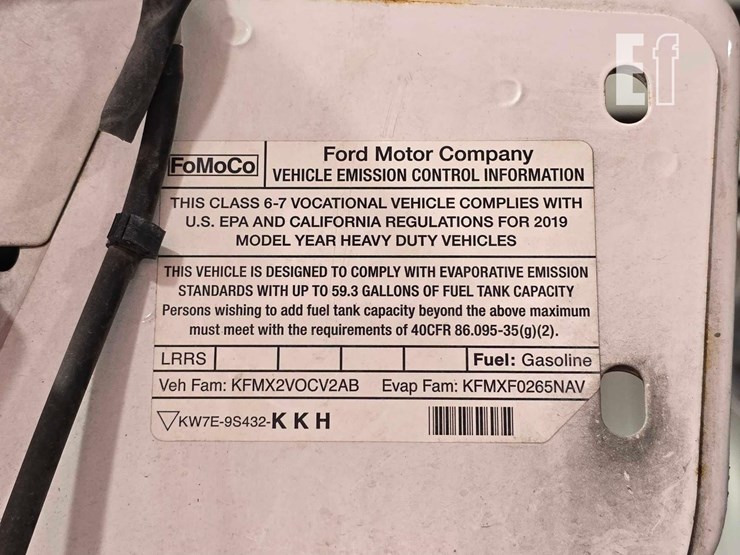 Ef
FoMoCo
Ford Motor Company
VEHICLE EMISSION CONTROL INFORMATION
THIS CLASS 6-7 VOCATIONAL VEHICLE COMPLIES WITH
U.S. EPA AND CALIFORNIA REGULATIONS FOR 2019
MODEL YEAR HEAVY DUTY VEHICLES
THIS VEHICLE IS DESIGNED TO COMPLY WITH EVAPORATIVE EMISSION
STANDARDS WITH UP TO 59.3 GALLONS OF FUEL TANK CAPACITY
Persons wishing to add fuel tank capacity beyond the above maximum
must meet with the requirements of 40CFR 86.095-35(g)(2).
LRRS Fuel: Gasoline
Veh Fam: KFMX2VOCV2AB Evap Fam: KFMXF0265NAV
KW7E-9S432-K K H